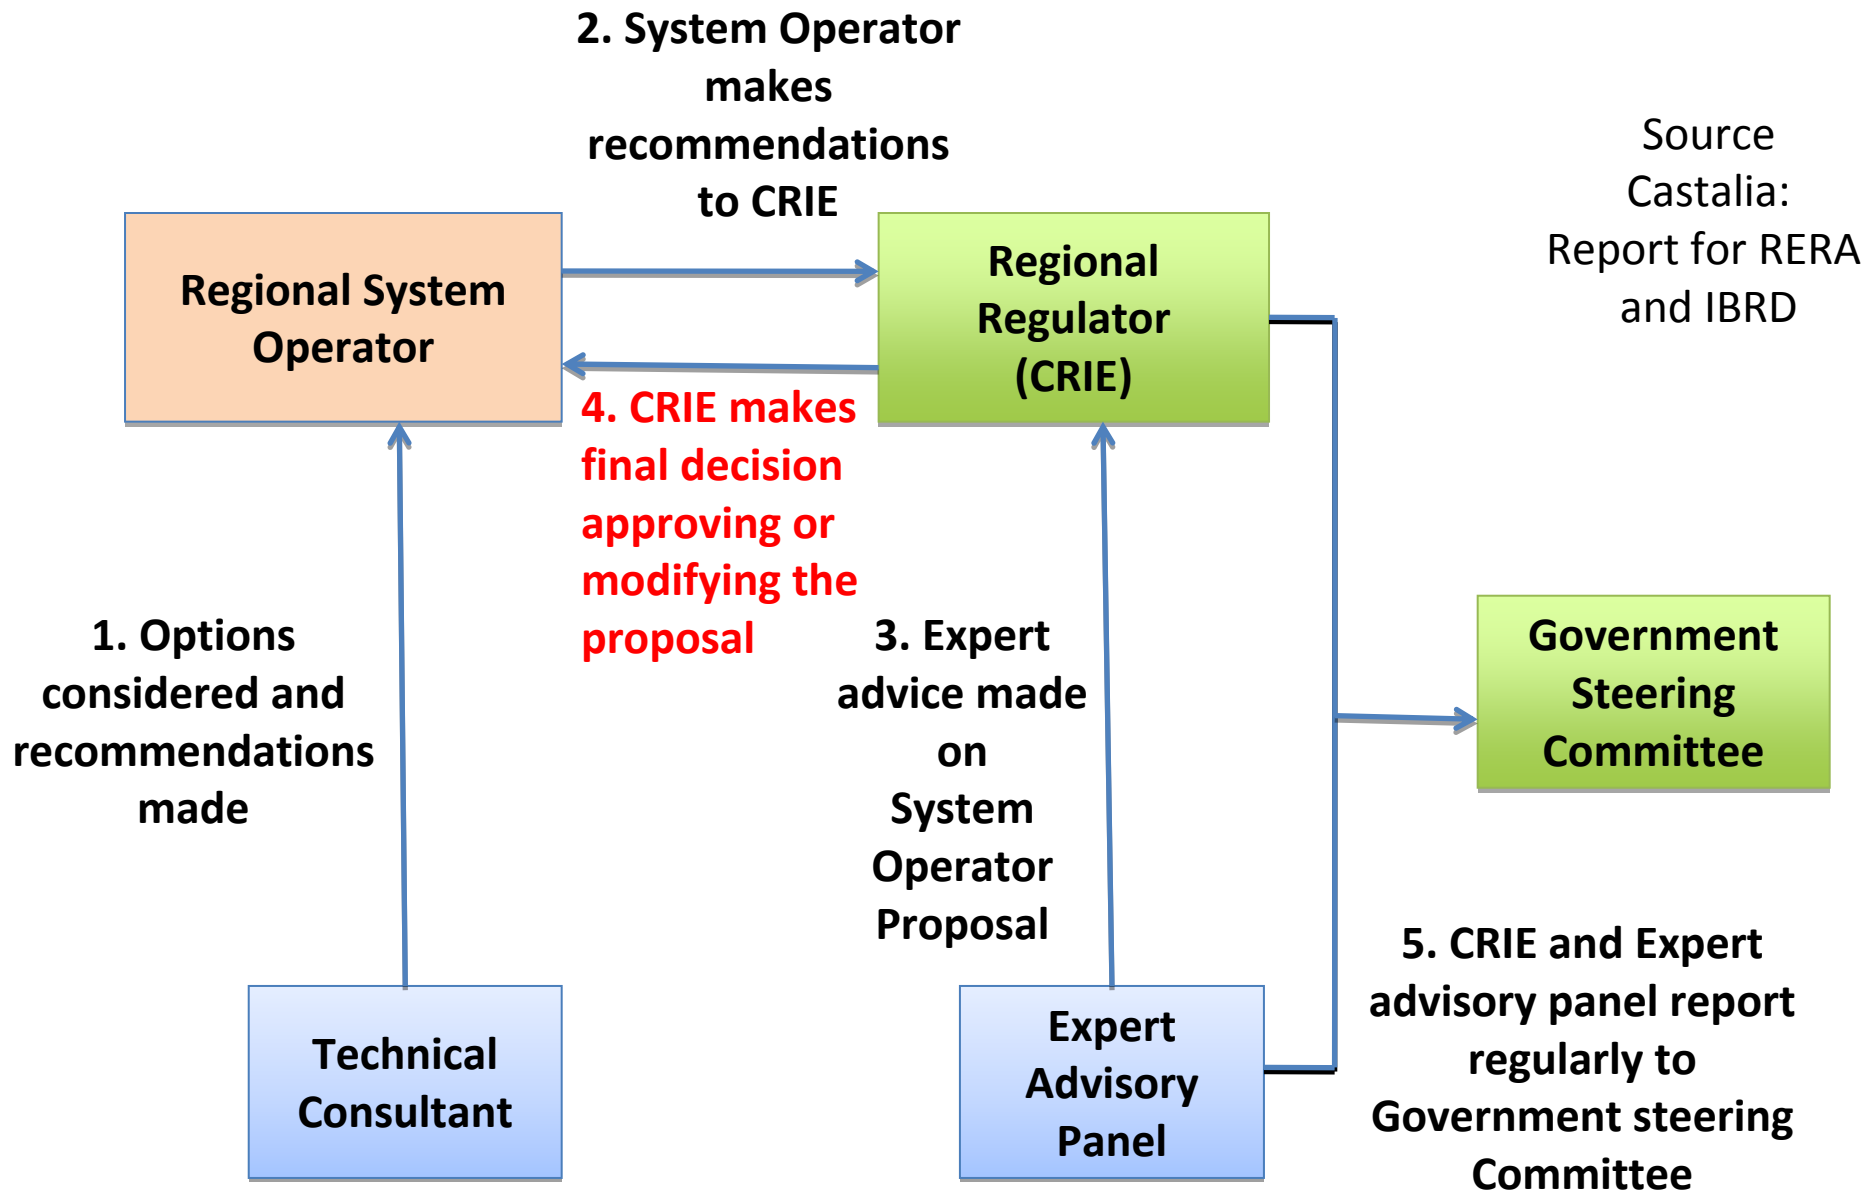 2. System Operator
makes
recommendations
to CRIE
Source
Castalia:
Report for RERA
and IBRD
Regional System
Operator
Regional
Regulator
(CRIE)
4. CRIE makes
final decision
approving or
modifying the
proposal
1. Options
considered and
recommendations
made
3. Expert
advice made
on
System
Operator
Proposal
Government
Steering
Committee
5. CRIE and Expert
advisory panel report
regularly to
Government steering
Committee
Technical
Consultant
Expert
Advisory
Panel